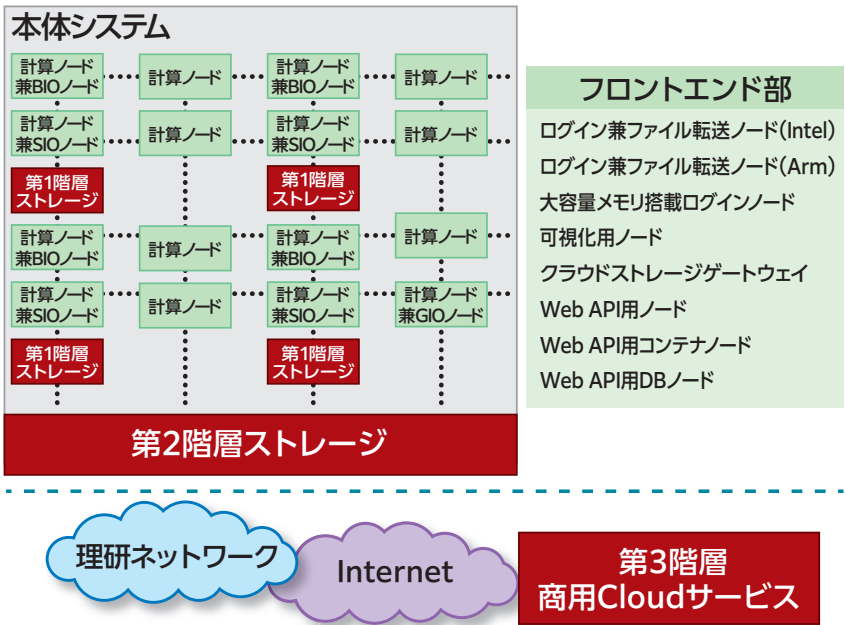 本体システム
計算ノード
兼BIOノード
計算ノード
計算ノード
兼BIOノード
計算ノード
計算ノード
兼SIOノード
計算ノード
計算ノード
兼SIOノード
計算ノード
第1階層
ストレージ
第1階層
ストレージ
計算ノード
兼BIOノード
計算ノード
計算ノード
兼BIOノード
計算ノード
計算ノード
兼SIOノード
計算ノード
計算ノード
兼SIOノード
計算ノード
兼GIOノード
第1階層
ストレージ
第1階層
ストレージ
第2階層ストレージ
フロントエンド部
ログイン兼ファイル転送ノード(Intel)
ログイン兼ファイル転送ノード(Arm)
大容量メモリ搭載ログインノード
可視化用ノード
クラウドストレージゲートウェイ
Web API用ノード
Web API用コンテナノード
Web API用DBノード
理研ネットワーク
Internet
第3階層
商用Cloudサービス